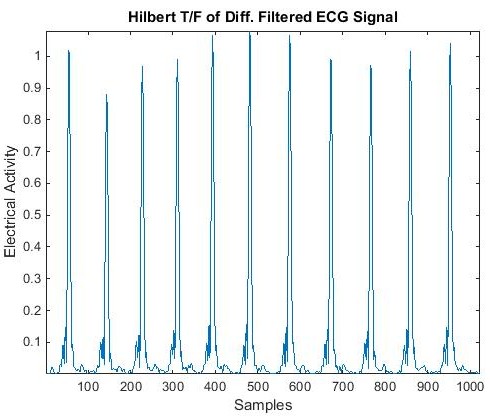 Hilbert T/F of Diff. Filtered ECG Signal
1
0.9
0.8
0.7
0.6
0.5
0.4
0.3
0.2
0.1
Electrical Activity
100 200 300 400 500 600 700 800 900 1000
Samples